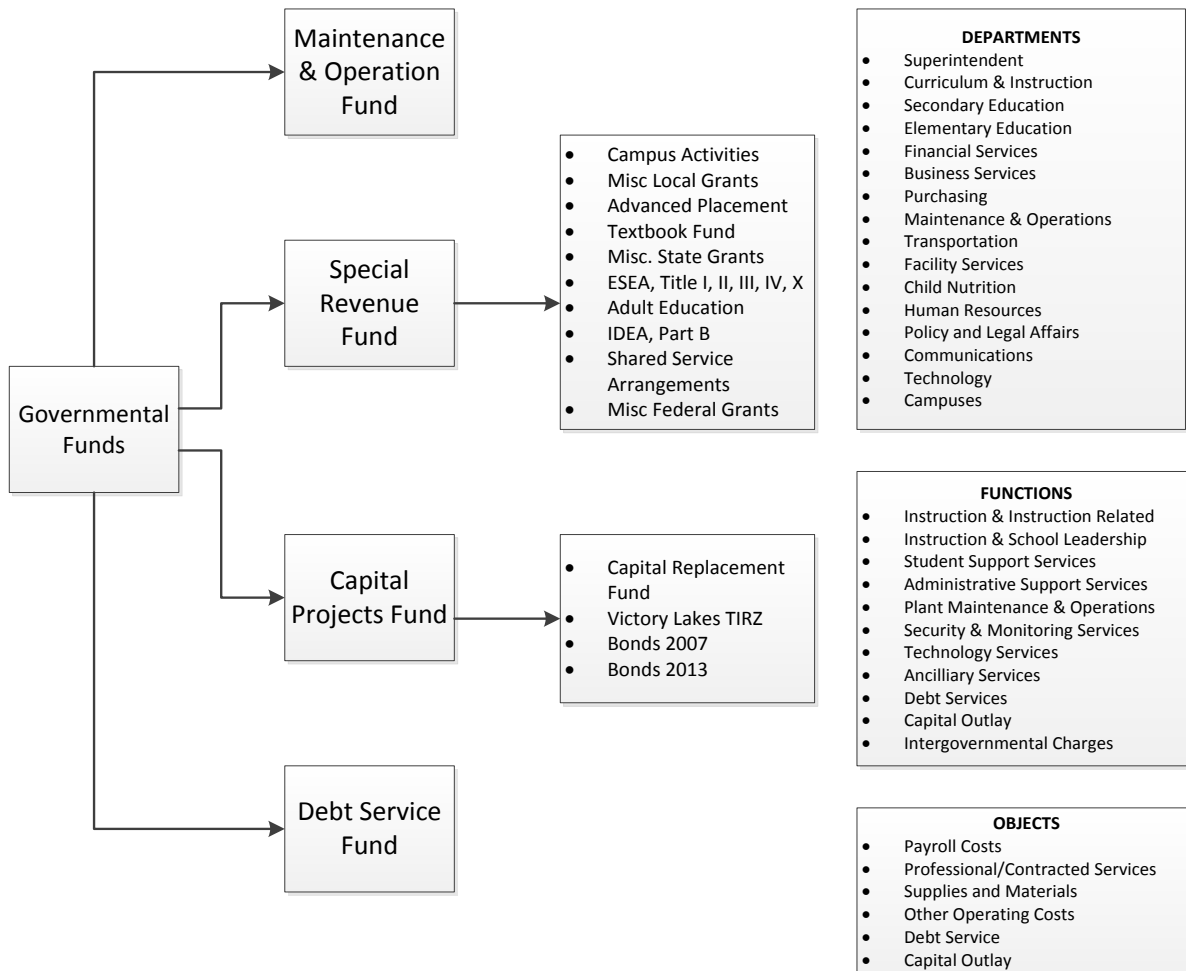 Maintenance
& Operation
Fund
Special
Revenue
Fund
Governmental
Funds
Capital
Projects Fund
Debt Service
Fund
• Campus Activities
• Misc Local Grants
• Advanced Placement
• Textbook Fund
• Misc. State Grants
• ESEA, Title I, II, III, IV, X
• Adult Education
• IDEA, Part B
• Shared Service
Arrangements
• Misc Federal Grants
• Capital Replacement
Fund
• Victory Lakes TIRZ
• Bonds 2007
• Bonds 2013
DEPARTMENTS
• Superintendent
• Curriculum & Instruction
• Secondary Education
• Elementary Education
• Financial Services
• Business Services
• Purchasing
• Maintenance & Operations
• Transportation
• Facility Services
• Child Nutrition
• Human Resources
• Policy and Legal Affairs
• Communications
• Technology
• Campuses
FUNCTIONS
• Instruction & Instruction Related
• Instruction & School Leadership
• Student Support Services
• Administrative Support Services
• Plant Maintenance & Operations
• Security & Monitoring Services
• Technology Services
• Ancilliary Services
• Debt Services
• Capital Outlay
• Intergovernmental Charges
OBJECTS
• Payroll Costs
• Professional/Contracted Services
• Supplies and Materials
• Other Operating Costs
• Debt Service
• Capital Outlay